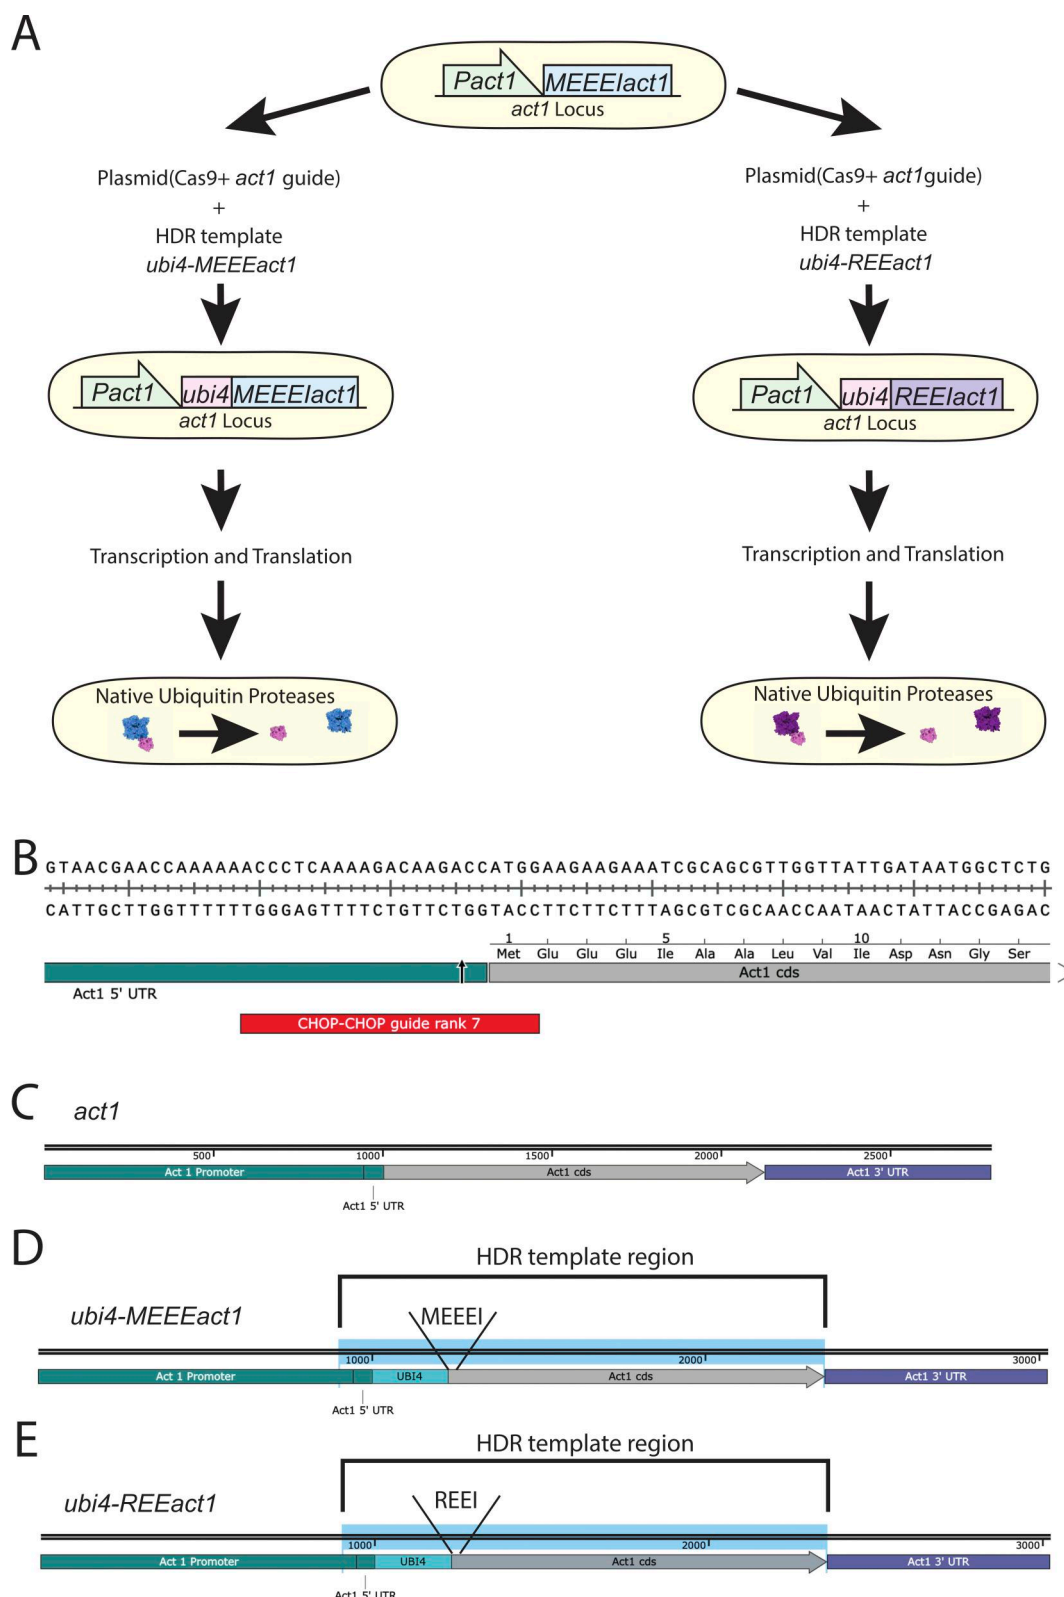 A
Pact1 MEEElact1
act1 Locus
Plasmid(Cas9+ act1 guide)
+
HDR template
ubi4-MEEEact1
Plasmid(Cas9+ act1guide)
+
HDR template
ubi4-REEact1
Pact1 ubi4 MEEElact1
act1 Locus
Pact1 ubi4 REElact1
act1 Locus
Transcription and Translation
Transcription and Translation
Native Ubiquitin Proteases
Native Ubiquitin Proteases
B
GTAACGAACCAAAAAACCCTCAAAAGACAAGACCATGGAAGAAGAAATCGCAGCGTTGGTTATTGATAATGGCTCTG
CATTGCTTGGTTTTTTGGGAGTTTTCTGTTCTGGTACCTTCTTCTTTAGCGTCGCAACCAATAACTATTACCGAGAC
1 5 10
Met Glu Glu Glu Ile Ala Ala Leu Val Ile Asp Asn Gly Ser
Act1 cds
Act1 5' UTR
CHOP-CHOP guide rank 7
C
act1
500 1000 1500 2000 2500
Act 1 Promoter Act1 cds Act1 3' UTR
Act1 5' UTR
D
HDR template region
ubi4-MEEEact1
MEEEI
1000 2000 3000
Act 1 Promoter UBI4 Act1 cds Act1 3' UTR
Act1 5' UTR
E
HDR template region
ubi4-REEact1
REEI
1000 2000 3000
Act 1 Promoter UBI4 Act1 cds Act1 3' UTR
Act1 5' UTR